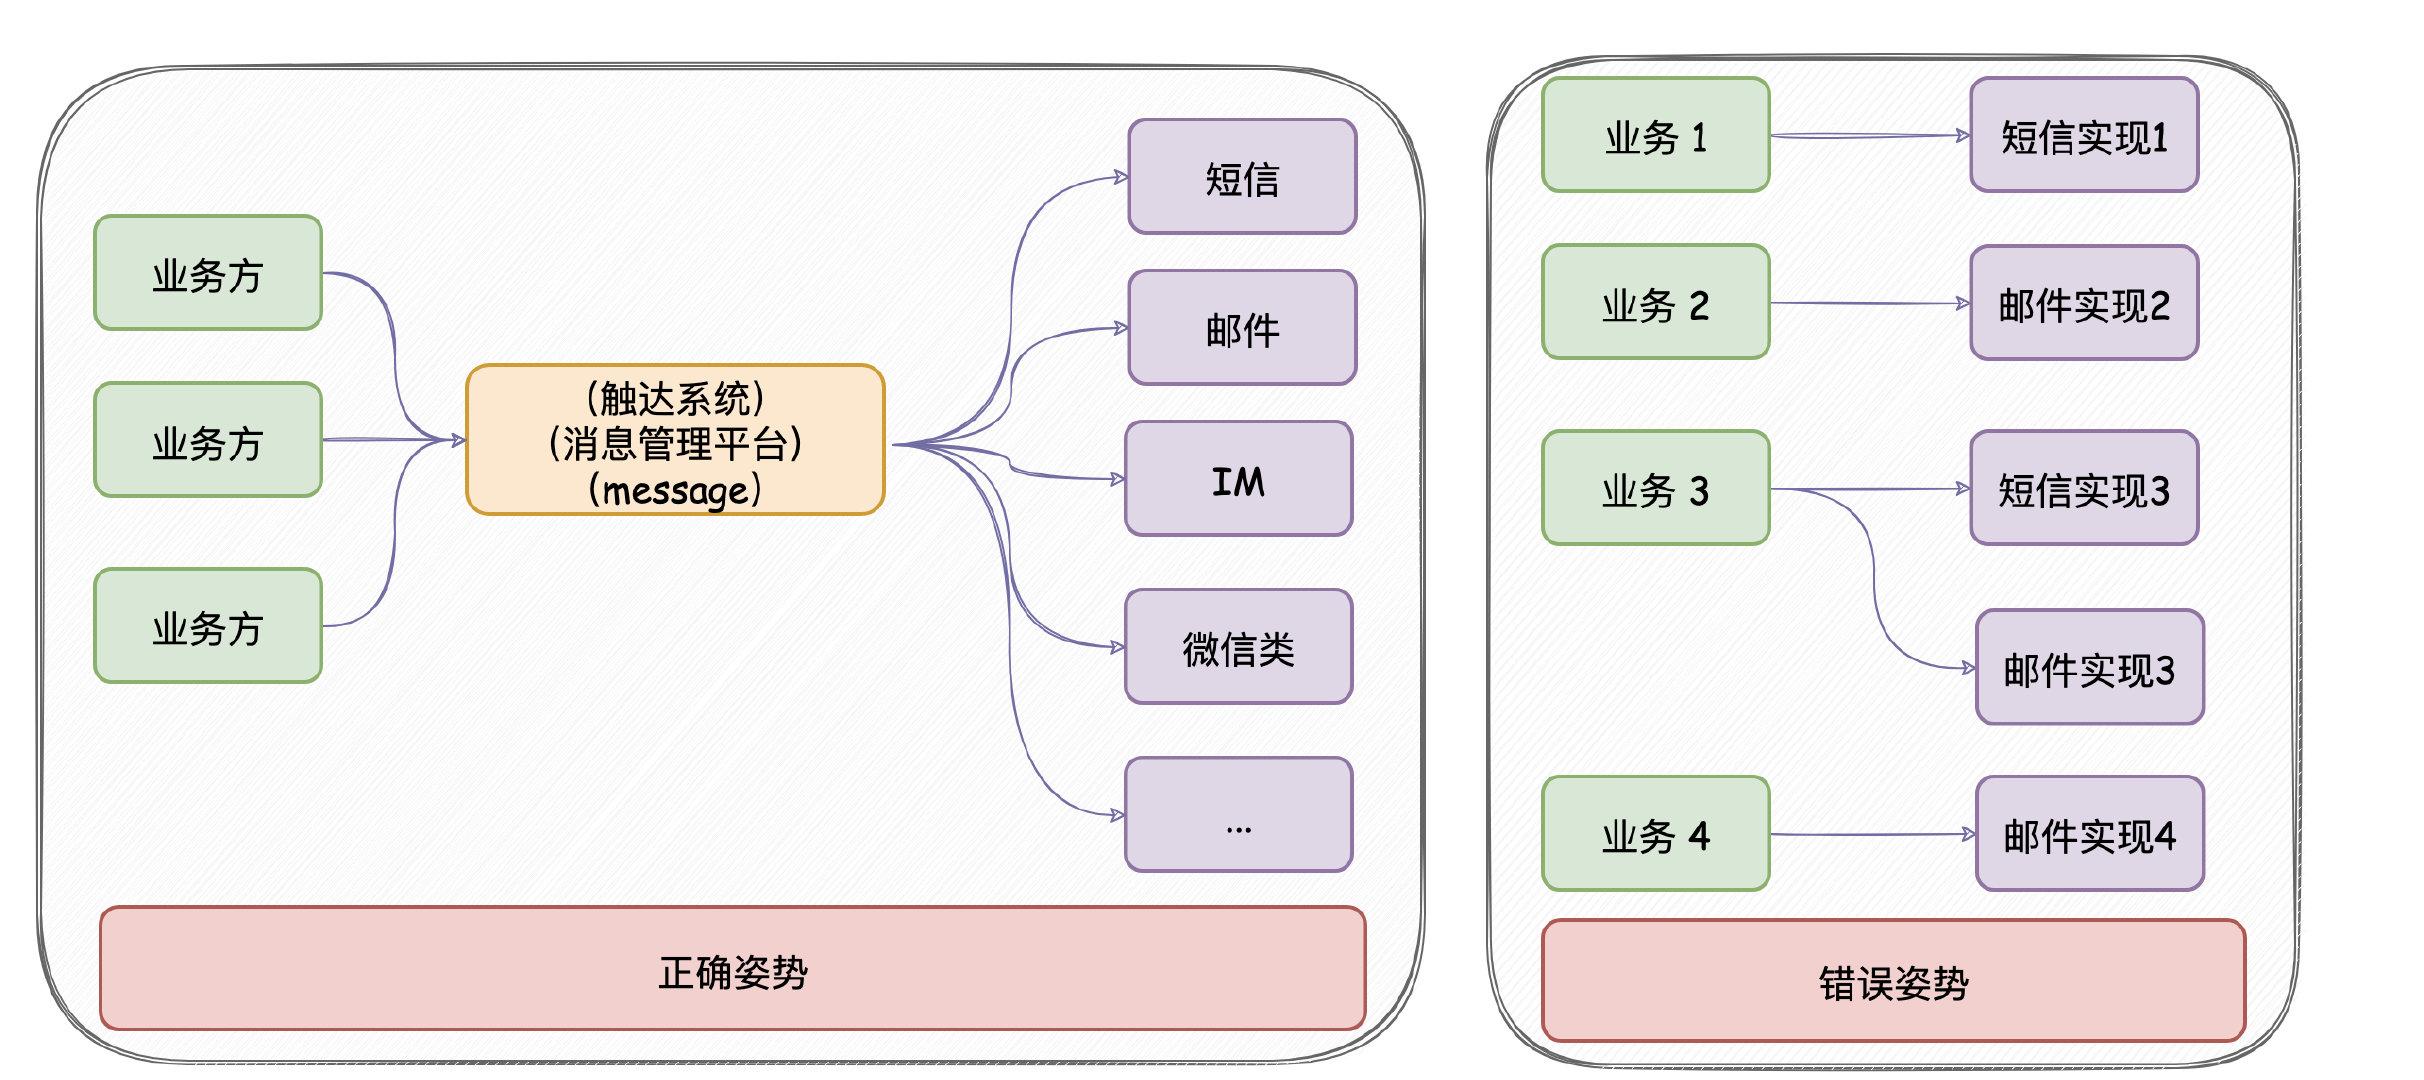 业务方
业务方
业务方
(触达系统)
(消息管理平台)
(message)
短信
邮件
IM
微信类
...
正确姿势
业务 1
短信实现1
业务 2
邮件实现2
业务 3
短信实现3
邮件实现3
业务 4
邮件实现4
错误姿势